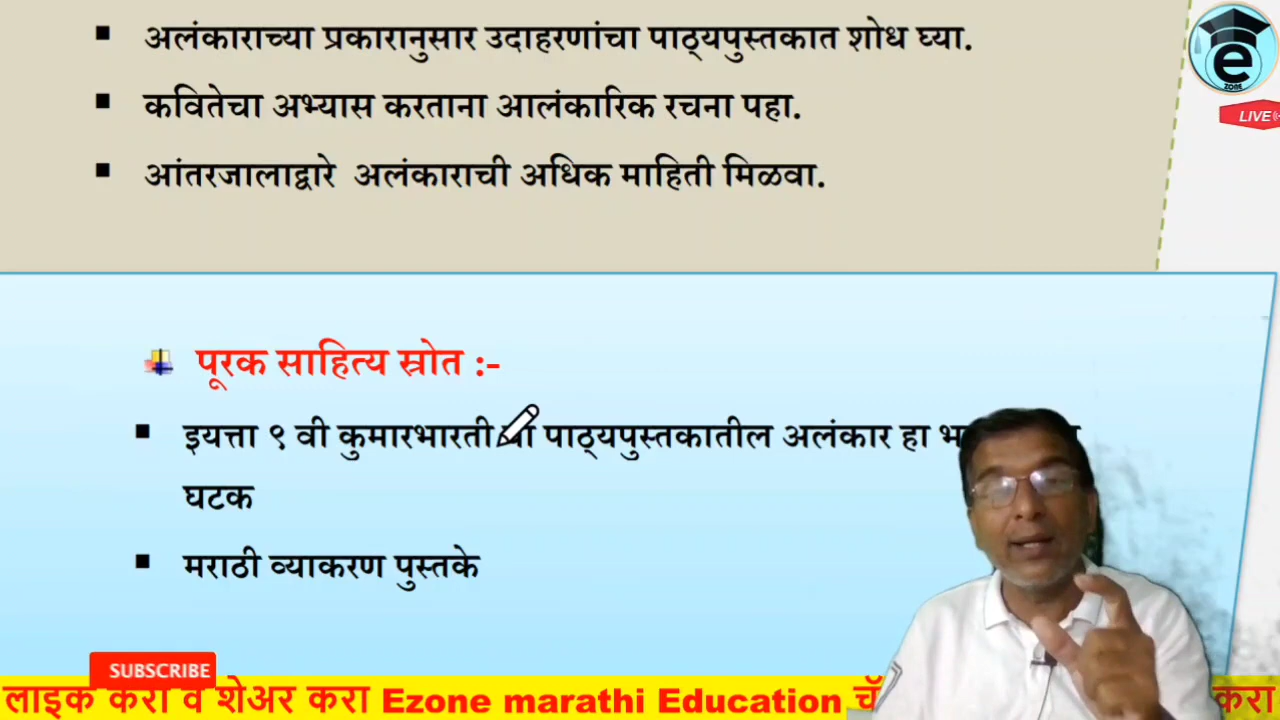 अलंकाराच्या प्रकारानुसार उदाहरणांचा पाठ्यपुस्तकात शोध घ्या.
कवितेचा अभ्यास करताना आलंकारिक रचना पहा.
आंतरजालाद्वारे अलंकाराची अधिक माहिती मिळवा.
e
ZONE
LIVE
पूरक साहित्य स्रोत :-
इयत्ता ९ वी कुमारभारती पाठ्यपुस्तकातील अलंकार हा
घटक
मराठी व्याकरण पुस्तके
SUBSCRIBE
लाइक करा व शेअर करा Ezone marathi Education करा